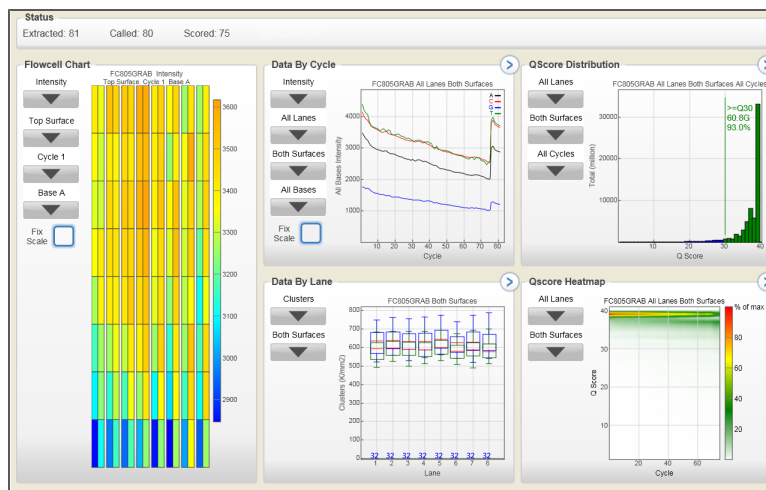 Status
Extracted: 81 Called: 80 Scored: 75
Flowcell Chart
Intensity
Top Surface
Cycle 1
Base A
Fix
Scale
FC805GRAB Intensity
Top Surface Cycle 1 Base A
3600
3500
3400
3300
3200
3100
3000
2900
Data By Cycle
Intensity
All Lanes
Both Surfaces
All Bases
Fix
Scale
FC805GRAB All Lanes Both Surfaces
A
C
G
T
All Bases Intensity
4000
3000
2000
1000
10 20 30 40 50 60 70 80
Cycle
QScore Distribution
All Lanes
Both Surfaces
All Cycles
FC805GRAB All Lanes Both Surfaces All Cycles
>=Q30
60.8G
93.0%
Total (million)
30000
20000
10000
10 20 30 40
Q Score
Data By Lane
Clusters
Both Surfaces
FC805GRAB Both Surfaces
Clusters (K/mm2)
800
700
600
500
400
300
200
100
0
32 32 32 32 32 32 32 32
1 2 3 4 5 6 7 8
Lane
Qscore Heatmap
All Lanes
Both Surfaces
FC805GRAB All Lanes Both Surfaces
% of max
Q Score
40
30
20
10
80
60
40
20
20 40 60
Cycle